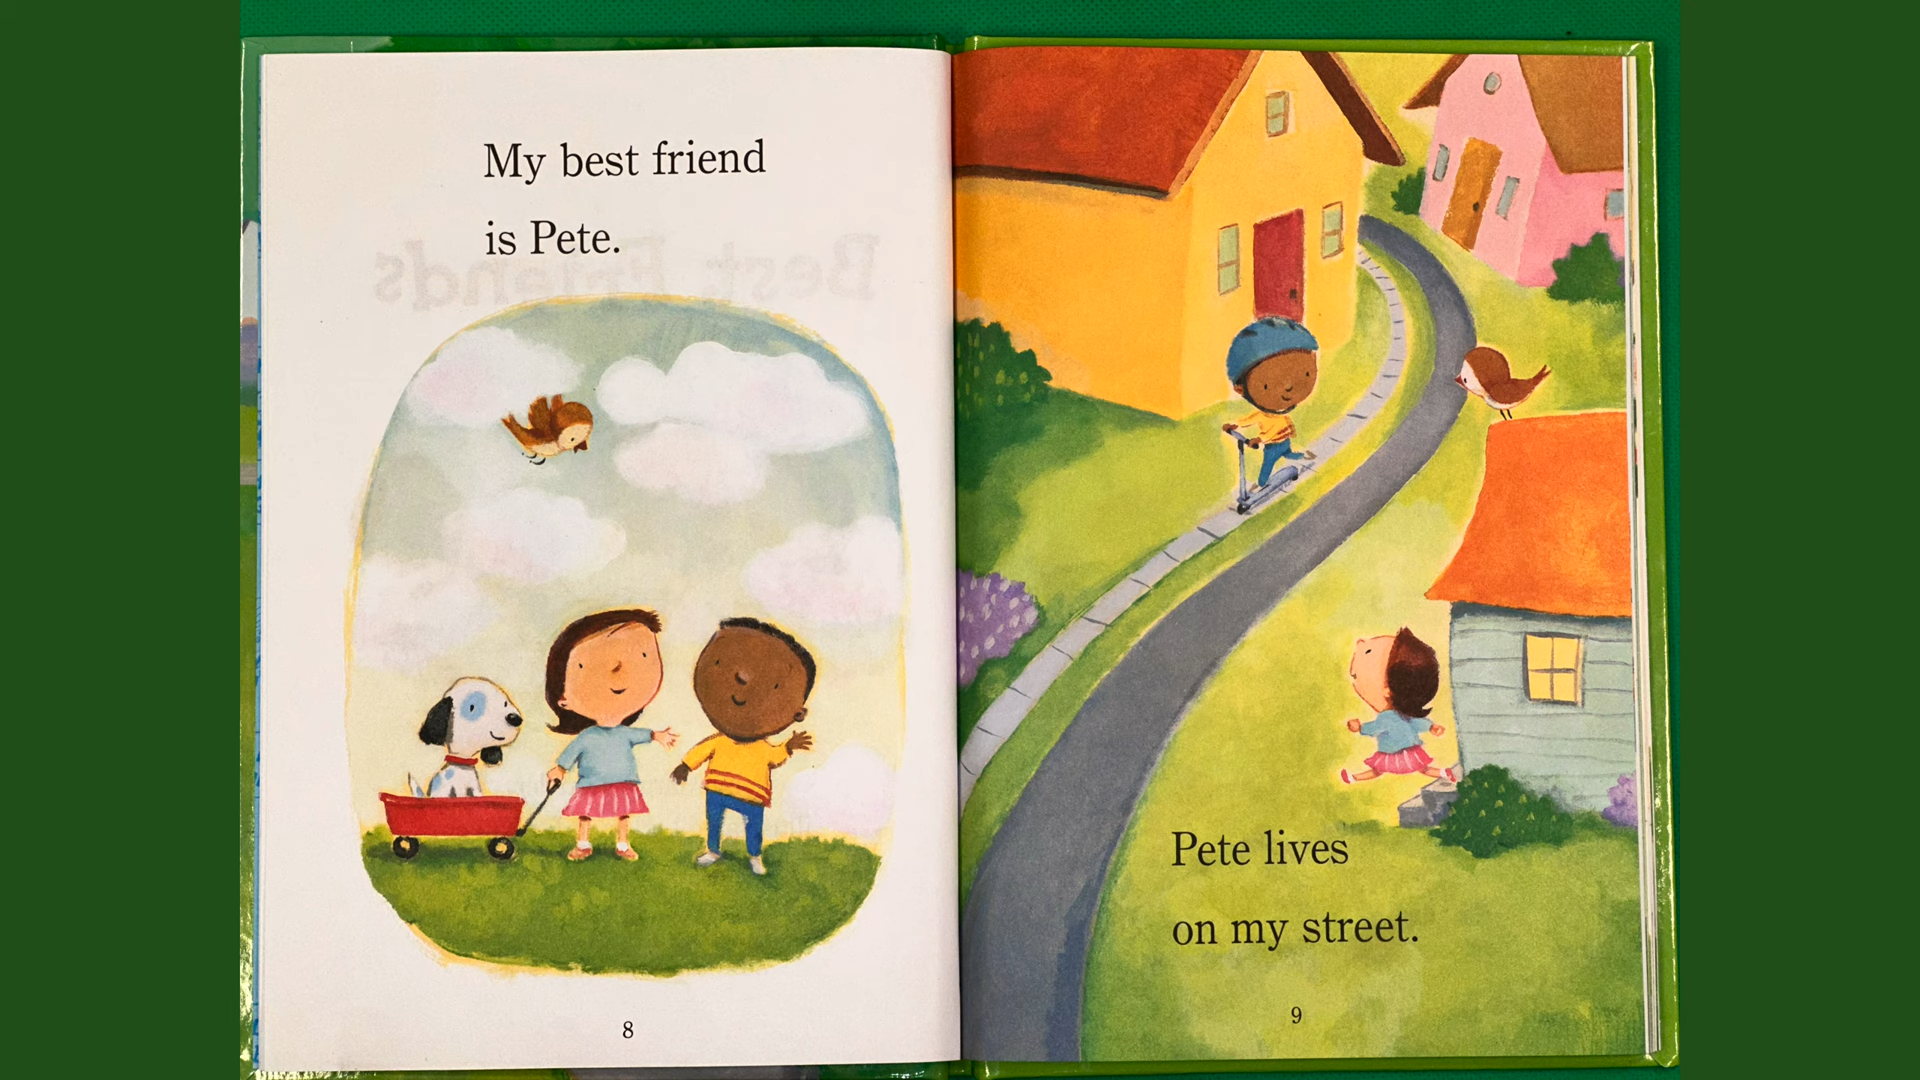 My best friend
is Pete.
8
Pete lives
on my street.
9